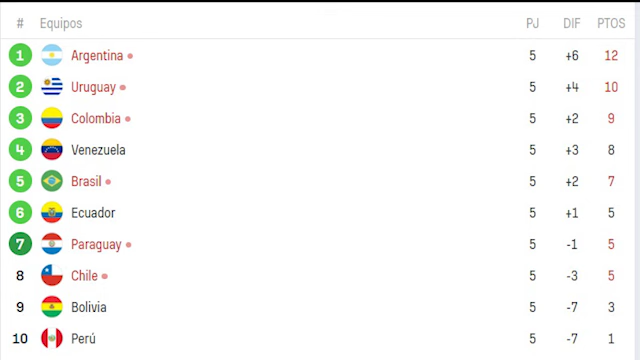 # Equipos PJ DIF PTOS
1 Argentina 5 +6 12
2 Uruguay 5 +4 10
3 Colombia 5 +2 9
4 Venezuela 5 +3 8
5 Brasil 5 +2 7
6 Ecuador 5 +1 5
7 Paraguay 5 -1 5
8 Chile 5 -3 5
9 Bolivia 5 -7 3
10 Perú 5 -7 1